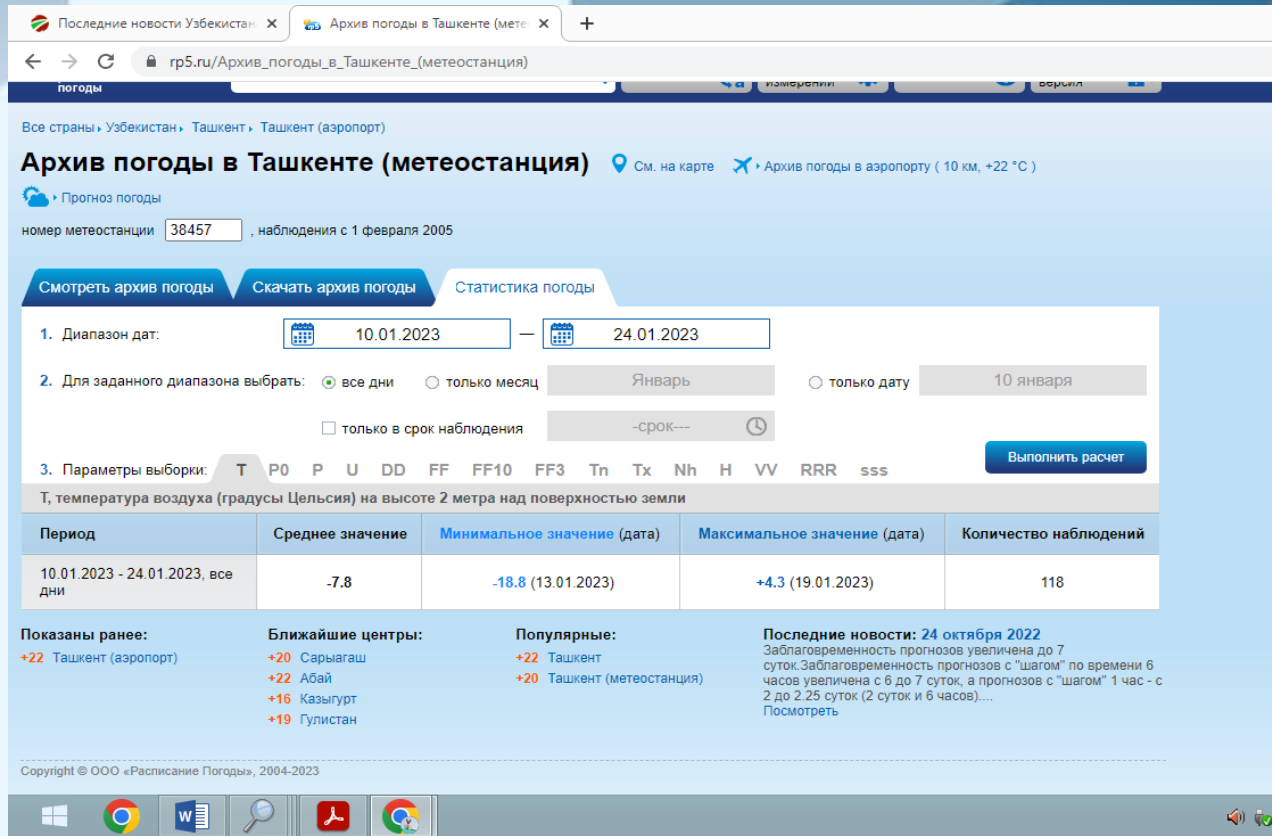 Последние новости Узбекистан
Архив погоды в Ташкенте (мете
rp5.ru/Архив_погоды_в_Ташкенте_(метеостанция)
погоды
измерений
версия
Все страны Узбекистан Ташкент Ташкент (аэропорт)
Архив погоды в Ташкенте (метеостанция) См. на карте Архив погоды в аэропорту ( 10 км, +22 °C )
Прогноз погоды
номер метеостанции 38457 , наблюдения с 1 февраля 2005
Смотреть архив погоды Скачать архив погоды Статистика погоды
1. Диапазон дат: 10.01.2023 — 24.01.2023
2. Для заданного диапазона выбрать: все дни только месяц Январь только дату 10 января
только в срок наблюдения -срок---
Выполнить расчет
3. Параметры выборки: T P0 P U DD FF FF10 FF3 Tn Tx Nh H VV RRR sss
Т, температура воздуха (градусы Цельсия) на высоте 2 метра над поверхностью земли
Период Среднее значение Минимальное значение (дата) Максимальное значение (дата) Количество наблюдений
10.01.2023 - 24.01.2023, все
дни
-7.8 -18.8 (13.01.2023) +4.3 (19.01.2023) 118
Показаны ранее:
+22 Ташкент (аэропорт)
Ближайшие центры:
+20 Сарыагаш
+22 Абай
+16 Казыгурт
+19 Гулистан
Популярные:
+22 Ташкент
+20 Ташкент (метеостанция)
Последние новости: 24 октября 2022
Заблаговременность прогнозов увеличена до 7
суток.Заблаговременность прогнозов с "шагом" по времени 6
часов увеличена с 6 до 7 суток, а прогнозов с "шагом" 1 час - с
2 до 2.25 суток (2 суток и 6 часов)....
Посмотреть
Copyright © ООО «Расписание Погоды», 2004-2023